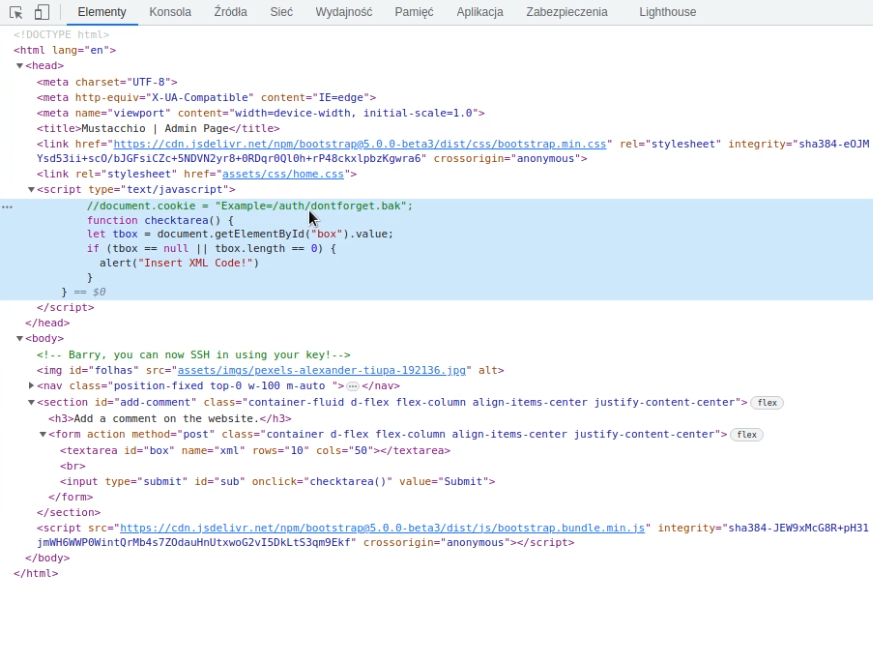 Elementy Konsola Źródła Sieć Wydajność Pamięć Aplikacja Zabezpieczenia Lighthouse
<!DOCTYPE html>
<html lang="en">
<head>
<meta charset="UTF-8">
<meta http-equiv="X-UA-Compatible" content="IE=edge">
<meta name="viewport" content="width=device-width, initial-scale=1.0">
<title>Mustacchio | Admin Page</title>
<link href="https://cdn.jsdelivr.net/npm/bootstrap@5.0.0-beta3/dist/css/bootstrap.min.css" rel="stylesheet" integrity="sha384-eOJM
Ysd53ii+scO/bJGFsiCZc+5NDVN2yr8+0RDqr0Ql0h+rP48ckxlpbzKgwra6" crossorigin="anonymous">
<link rel="stylesheet" href="assets/css/home.css">
<script type="text/javascript">
//document.cookie = "Example=/auth/dontforget.bak";
function checktarea() {
let tbox = document.getElementById("box").value;
if (tbox == null || tbox.length == 0) {
alert("Insert XML Code!")
}
} == $0
</script>
</head>
<body>
<!-- Barry, you can now SSH in using your key!-->
<img id="folhas" src="assets/imgs/pexels-alexander-tiupa-192136.jpg" alt>
<nav class="position-fixed top-0 w-100 m-auto ">…</nav>
<section id="add-comment" class="container-fluid d-flex flex-column align-items-center justify-content-center"> flex
<h3>Add a comment on the website.</h3>
<form action method="post" class="container d-flex flex-column align-items-center justify-content-center"> flex
<textarea id="box" name="xml" rows="10" cols="50"></textarea>
<br>
<input type="submit" id="sub" onclick="checktarea()" value="Submit">
</form>
</section>
<script src="https://cdn.jsdelivr.net/npm/bootstrap@5.0.0-beta3/dist/js/bootstrap.bundle.min.js" integrity="sha384-JEW9xMcG8R+pH31
jmWH6WWP0WintQrMb4s7ZOdauHnUtxwoG2vI5DkLtS3qm9Ekf" crossorigin="anonymous"></script>
</body>
</html>